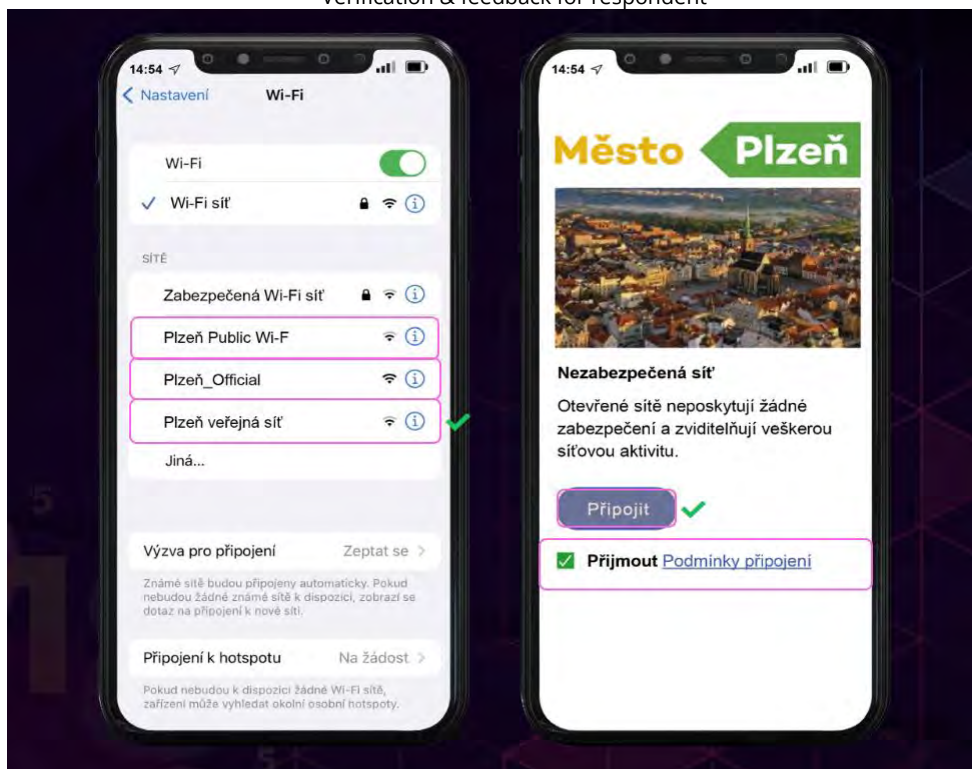 verification & feedback for respondent
14:54
Nastavení
Wi-Fi
Wi-Fi
Wi-Fi síť
SÍTĚ
Zabezpečená Wi-Fi síť
Plzeň Public Wi-F
Plzeň_Official
Plzeň veřejná síť
Jiná...
Výzva pro připojení
Zeptat se
Známé sítě budou připojeny automaticky. Pokud
nebudou žádné známé sítě k dispozici, zobrazí se
dotaz na připojení k nové síti.
Připojení k hotspotu
Na žádost
Pokud nebudou k dispozici žádné Wi-Fi sítě,
zařízení může vyhledat okolní osobní hotspoty.
14:54
Město Plzeň
Nezabezpečená síť
Otevřené sítě neposkytují žádné
zabezpečení a zviditelňují veškerou
síťovou aktivitu.
Připojit
Přijmout Podmínky připojení
5
5